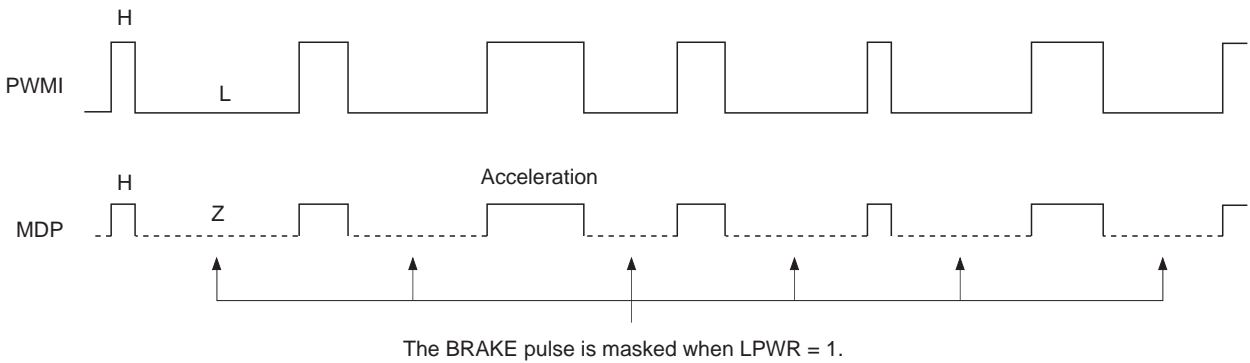 H
PWMI
L
H
Acceleration
Z
MDP
The BRAKE pulse is masked when LPWR = 1.